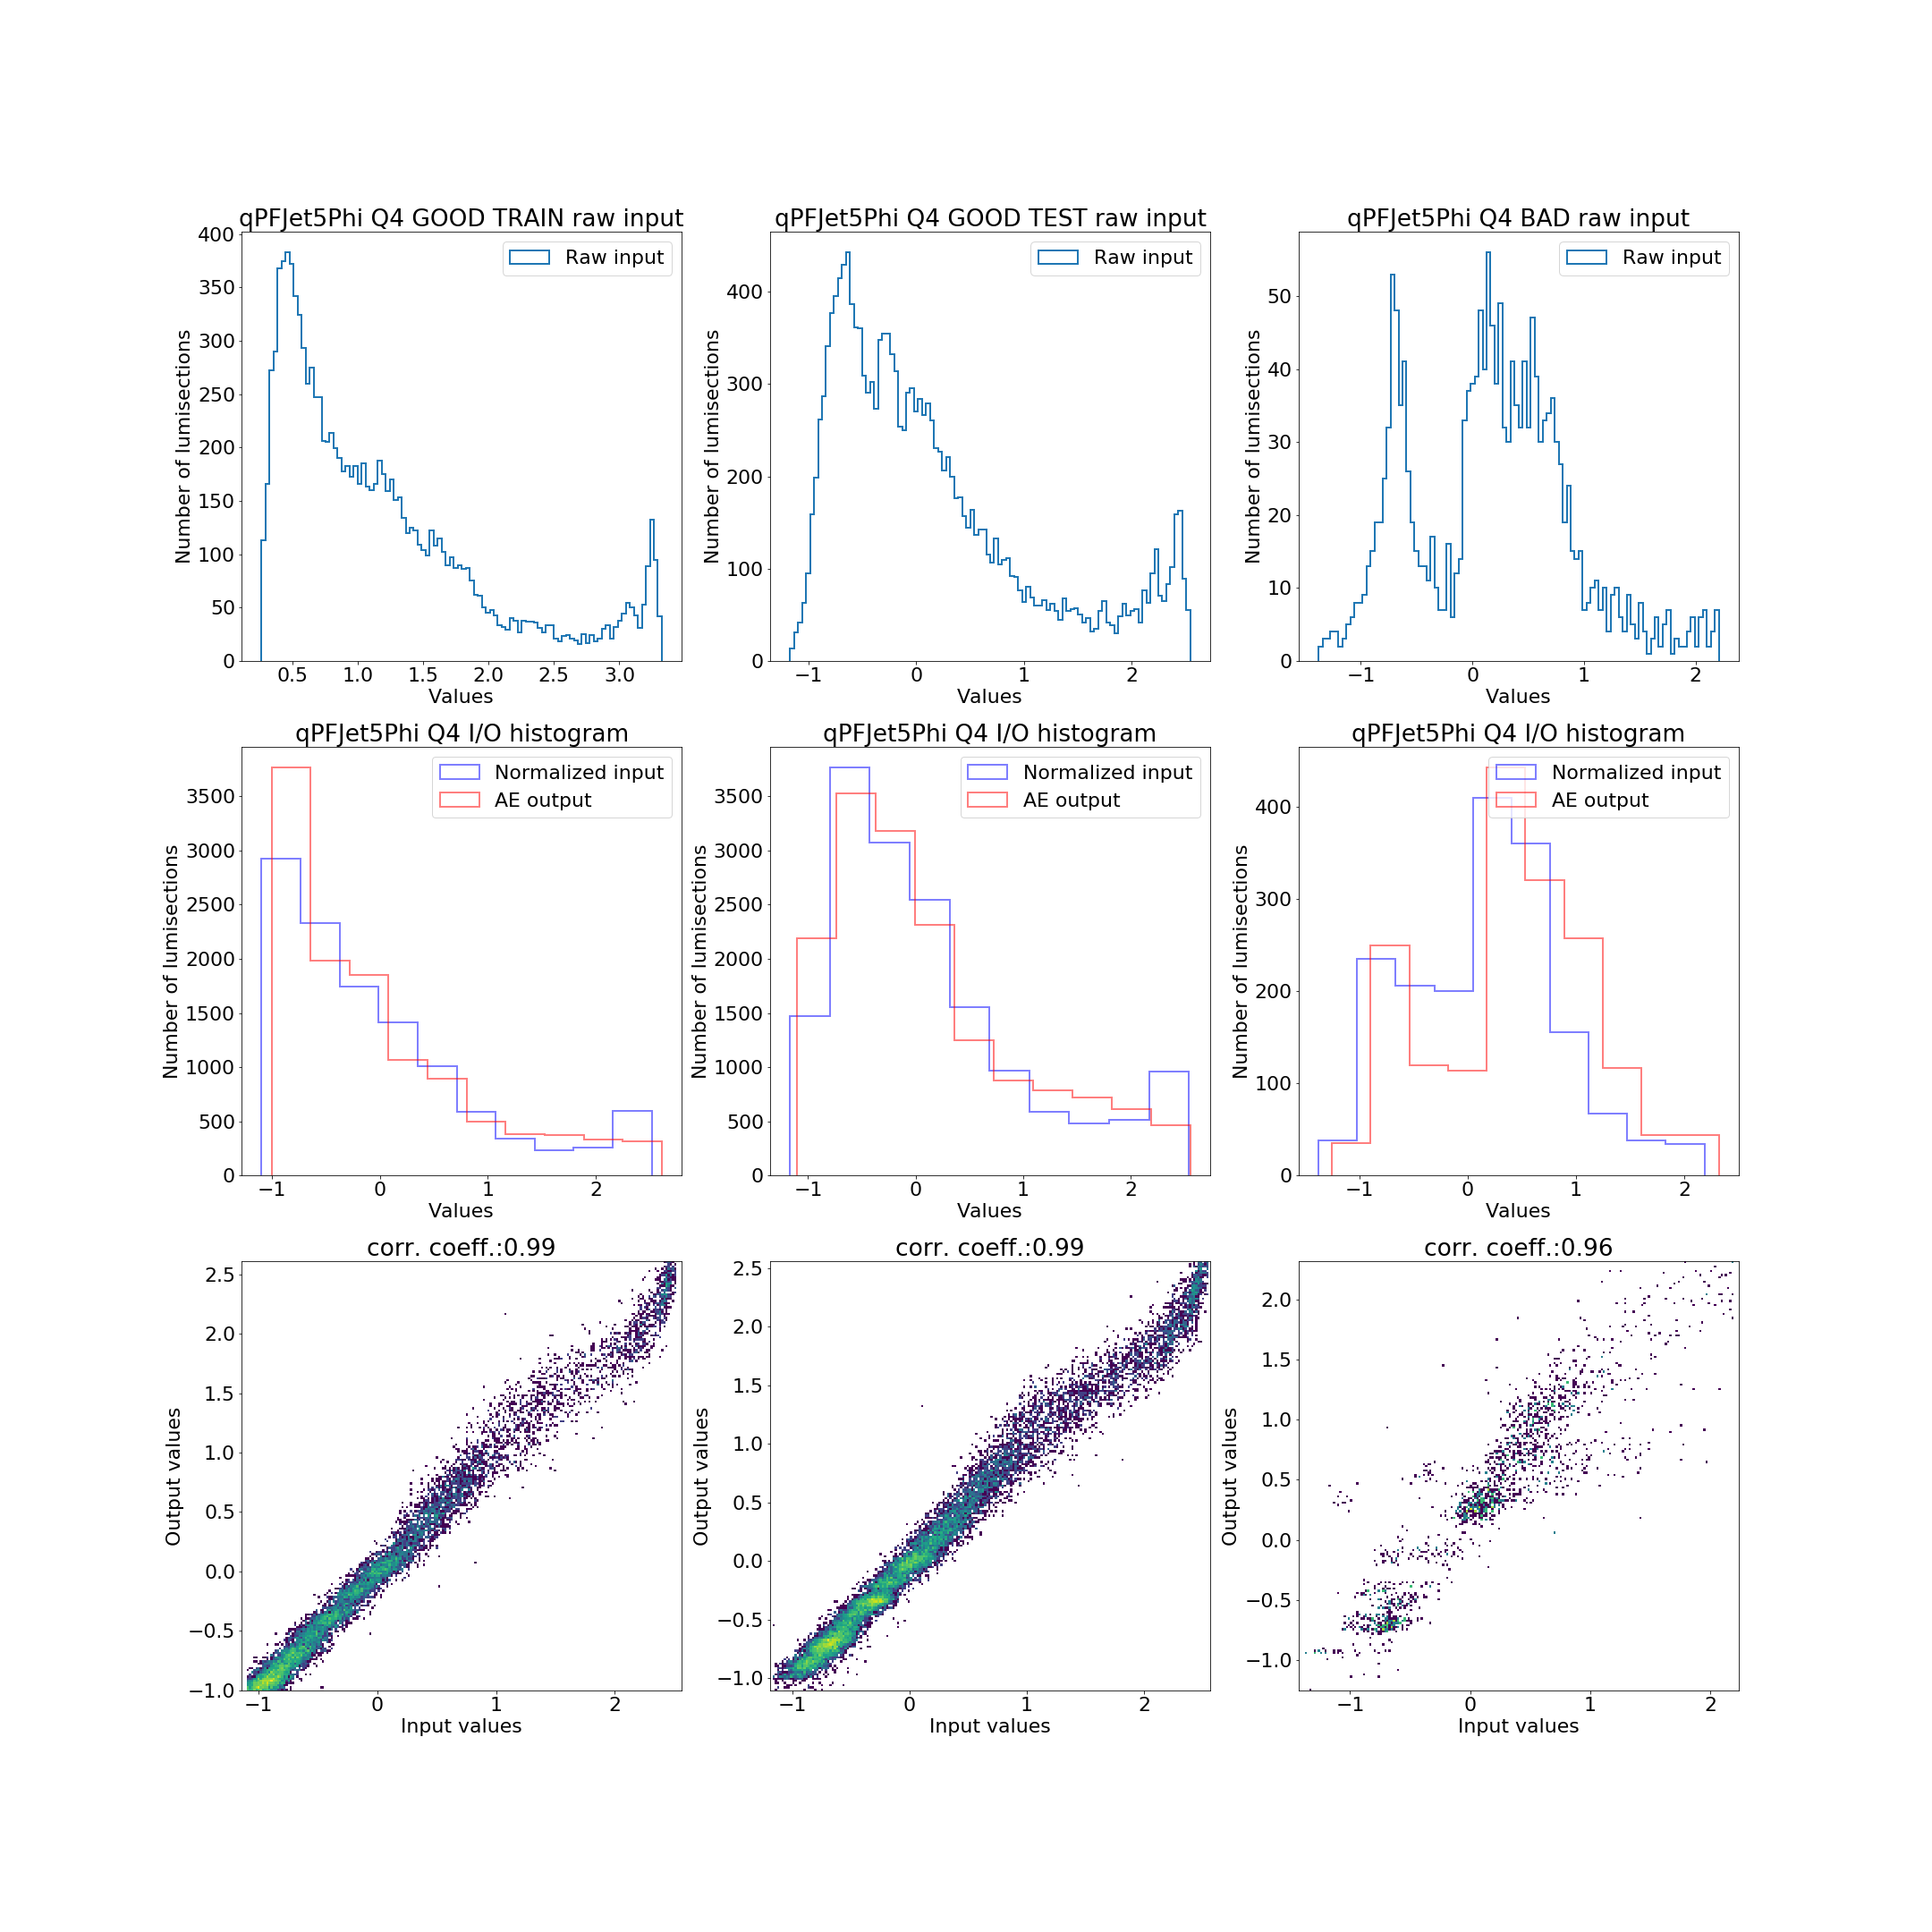 qPFJet5Phi Q4 GOOD TRAIN raw input
400
350
300
250
200
150
100
50
0
Number of lumisections
Raw input
0.5 1.0 1.5 2.0 2.5 3.0
Values
qPFJet5Phi Q4 GOOD TEST raw input
400
300
200
100
0
Number of lumisections
Raw input
−1 0 1 2
Values
qPFJet5Phi Q4 BAD raw input
50
40
30
20
10
0
Number of lumisections
Raw input
−1 0 1 2
Values
qPFJet5Phi Q4 I/O histogram
3500
3000
2500
2000
1500
1000
500
0
Number of lumisections
Normalized input
AE output
−1 0 1 2
Values
qPFJet5Phi Q4 I/O histogram
3500
3000
2500
2000
1500
1000
500
0
Number of lumisections
Normalized input
AE output
−1 0 1 2
Values
qPFJet5Phi Q4 I/O histogram
400
300
200
100
0
Number of lumisections
Normalized input
AE output
−1 0 1 2
Values
corr. coeff.:0.99
2.5
2.0
1.5
1.0
0.5
0.0
−0.5
−1.0
Output values
−1 0 1 2
Input values
corr. coeff.:0.99
2.5
2.0
1.5
1.0
0.5
0.0
−0.5
−1.0
Output values
−1 0 1 2
Input values
corr. coeff.:0.96
2.0
1.5
1.0
0.5
0.0
−0.5
−1.0
Output values
−1 0 1 2
Input values